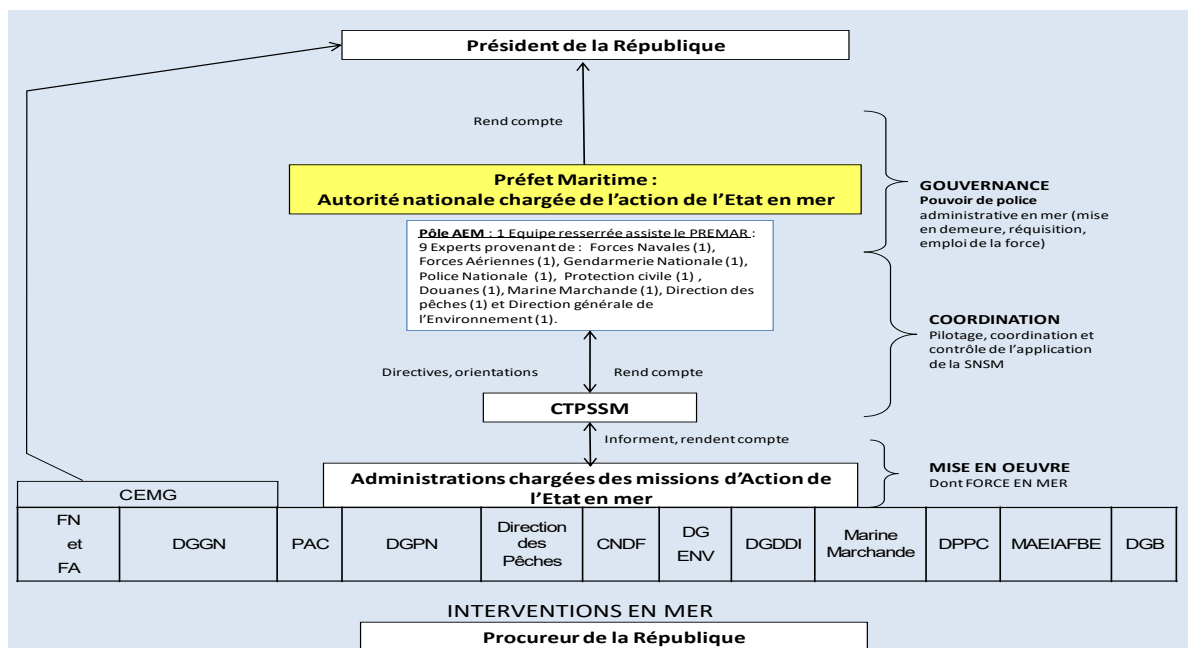 Président de la République
Rend compte
Préfet Maritime :
Autorité nationale chargée de l'action de l'Etat en mer
Pôle AEM : 1 Equipe resserrée assiste le PREMAR :
9 Experts provenant de : Forces Navales (1),
Forces Aériennes (1), Gendarmerie Nationale (1),
Police Nationale (1), Protection civile (1) ,
Douanes (1), Marine Marchande (1), Direction des
pêches (1) et Direction générale de
l'Environnement (1).
GOUVERNANCE
Pouvoir de police
administrative en mer (mise
en demeure, réquisition,
emploi de la force)
COORDINATION
Pilotage, coordination et
contrôle de l'application
de la SNSM
Directives, orientations
Rend compte
CTPSSM
Informent, rendent compte
Administrations chargées des missions d'Action de
l'Etat en mer
MISE EN OEUVRE
Dont FORCE EN MER
CEMG
FN
et
FA
DGGN
PAC
DGPN
Direction
des
Pêches
CNDF
DG
ENV
DGDDI
Marine
Marchande
DPPC
MAEIAFBE
DGB
INTERVENTIONS EN MER
Procureur de la République